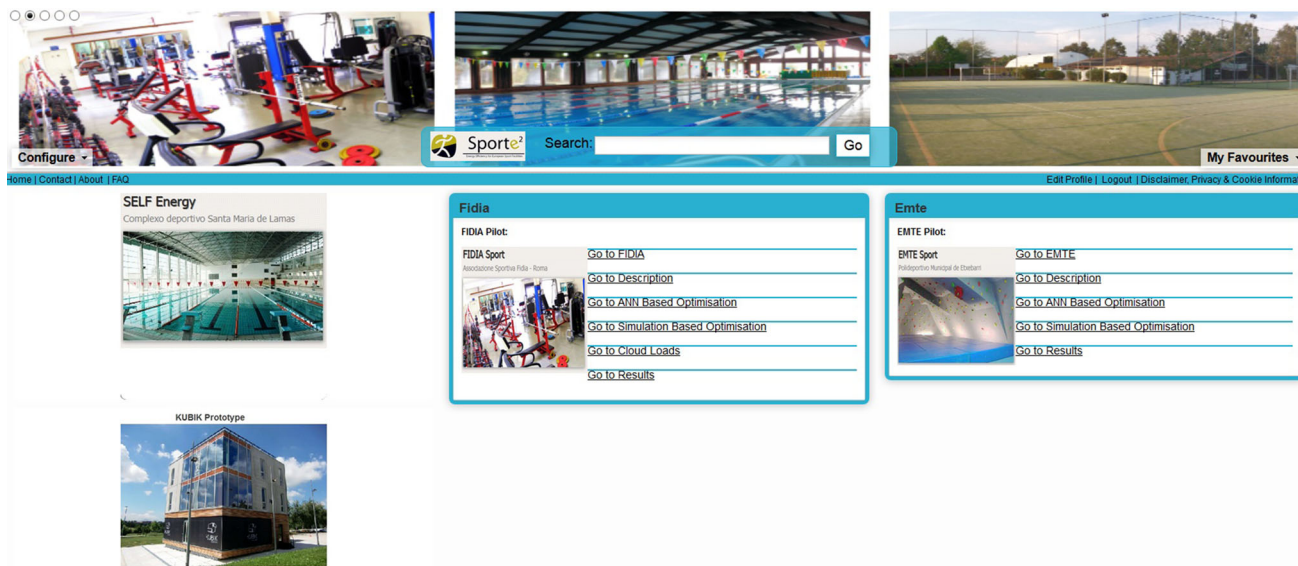 Sporte²
Search:
Go
Configure
My Favourites
Home | Contact | About | FAQ
Edit Profile | Logout | Disclaimer, Privacy & Cookie Informat
SELF Energy
Complexo deportivo Santa Maria de Lamas
KUBIK Prototype
Fidia
FIDIA Pilot:
FIDIA Sport
Associazione Sportiva Fidia - Roma
Go to FIDIA
Go to Description
Go to ANN Based Optimisation
Go to Simulation Based Optimisation
Go to Cloud Loads
Go to Results
Emte
EMTE Pilot:
EMTE Sport
Polideportivo Municipal de Etxebarri
Go to EMTE
Go to Description
Go to ANN Based Optimisation
Go to Simulation Based Optimisation
Go to Results